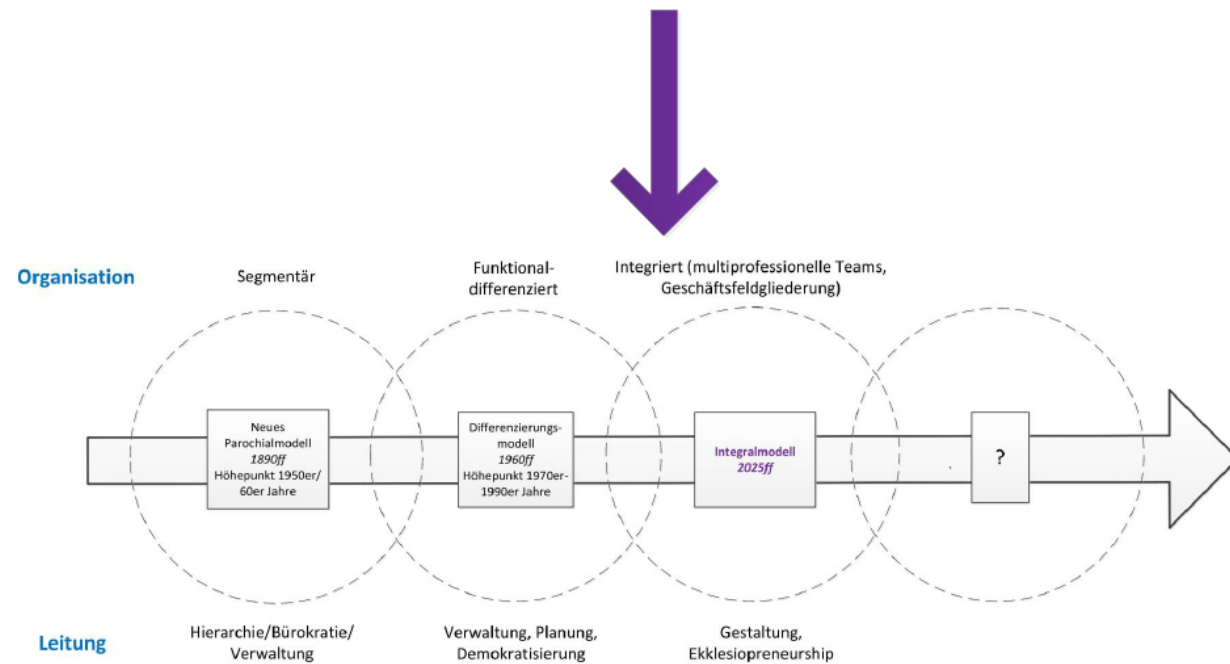 Organisation
Segmentär
Funktional-
differenziert
Integriert (multiprofessionelle Teams,
Geschäftsfeldgliederung)
Neues
Parochialmodell
1890ff
Höhepunkt 1950er/
60er Jahre
Differenzierungs-
modell
1960ff
Höhepunkt 1970er-
1990er Jahre
Integralmodell
2025ff
?
Leitung
Hierarchie/Bürokratie/
Verwaltung
Verwaltung, Planung,
Demokratisierung
Gestaltung,
Ekklesiopreneurship